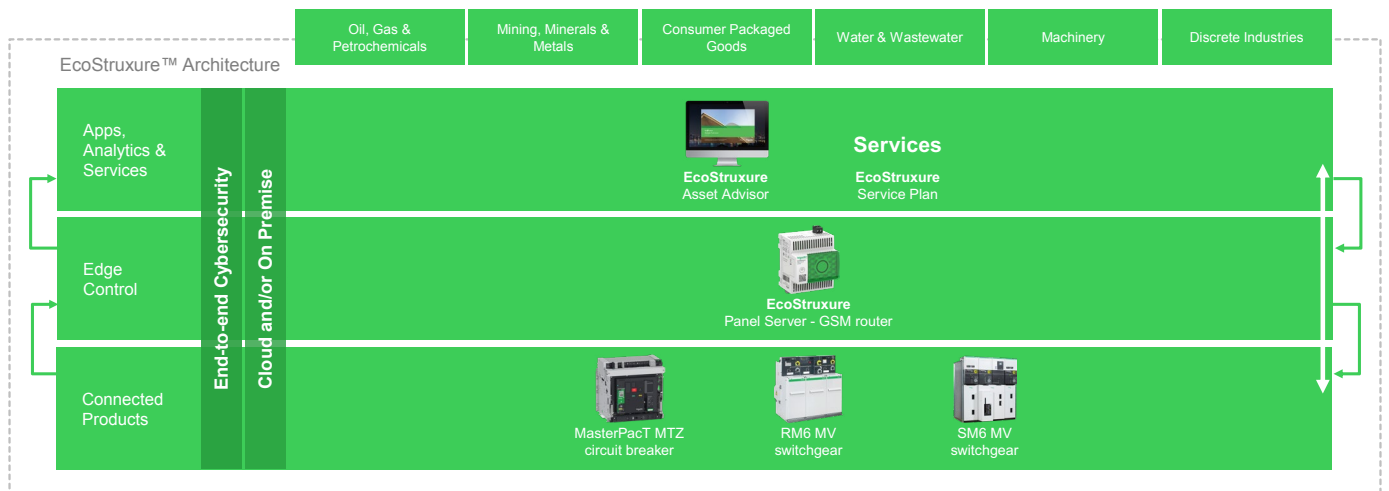 Oil, Gas &
Petrochemicals
Mining, Minerals &
Metals
Consumer Packaged
Goods
Water & Wastewater
Machinery
Discrete Industries
EcoStruxure™ Architecture
Apps,
Analytics &
Services
End-to-end Cybersecurity
Cloud and/or On Premise
Services
EcoStruxure
Asset Advisor
EcoStruxure
Service Plan
Edge
Control
EcoStruxure
Panel Server - GSM router
Connected
Products
MasterPacT MTZ
circuit breaker
RM6 MV
switchgear
SM6 MV
switchgear